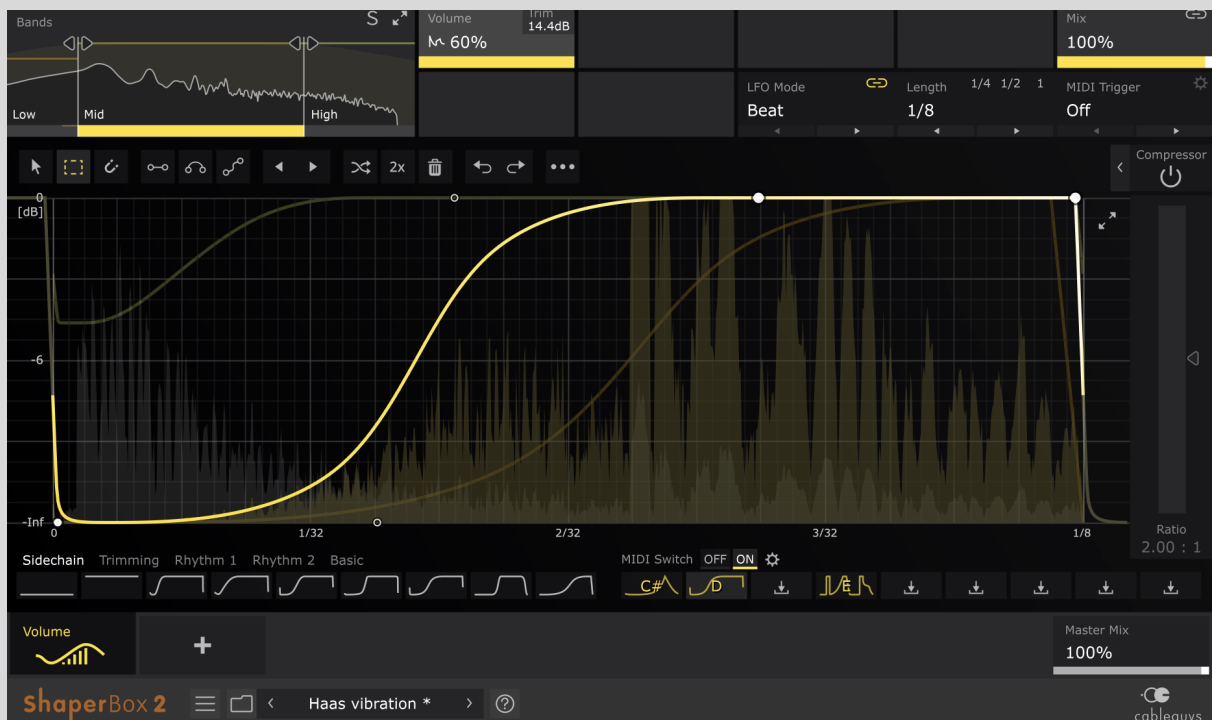 Bands S Volume Trim Mix
14.4dB
60% 100%
LFO Mode Length 1/4 1/2 1 MIDI Trigger
Low Mid High Beat 1/8 Off
2x Compressor
0
[dB]
-6
-Inf
0 1/32 2/32 3/32 1/8
Ratio
2.00 : 1
Sidechain Trimming Rhythm 1 Rhythm 2 Basic MIDI Switch OFF ON
C# D E
Volume + Master Mix
100%
ShaperBox 2 Haas vibration * ?
cableguys